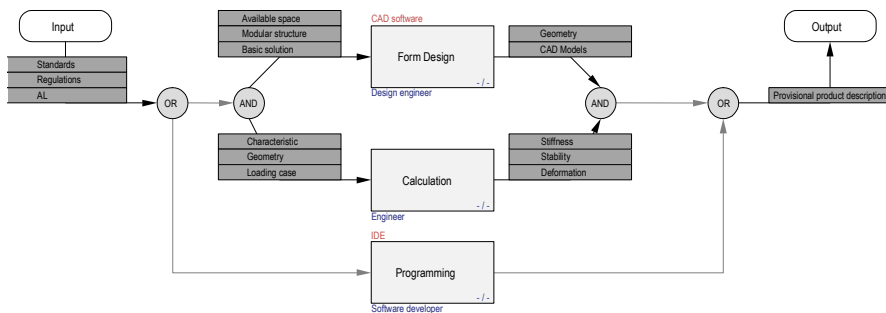 Input
Standards
Regulations
AL
OR
AND
Available space
Modular structure
Basic solution
CAD software
Form Design
- / -
Design engineer
Geometry
CAD Models
Characteristic
Geometry
Loading case
Calculation
- / -
Engineer
Stiffness
Stability
Deformation
IDE
Programming
- / -
Software developer
AND
OR
Provisional product description
Output